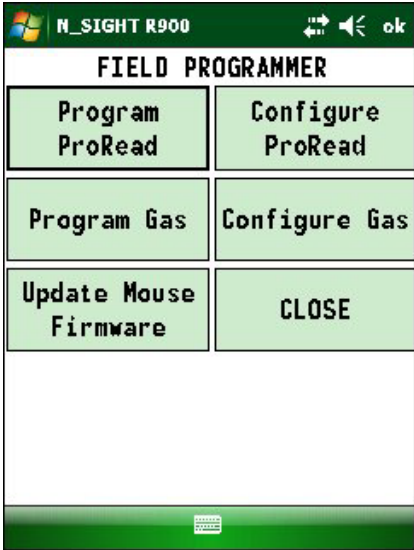 N_SIGHT R900 ok
FIELD PROGRAMMER
Program
ProRead
Configure
ProRead
Program Gas
Configure Gas
Update Mouse
Firmware
CLOSE